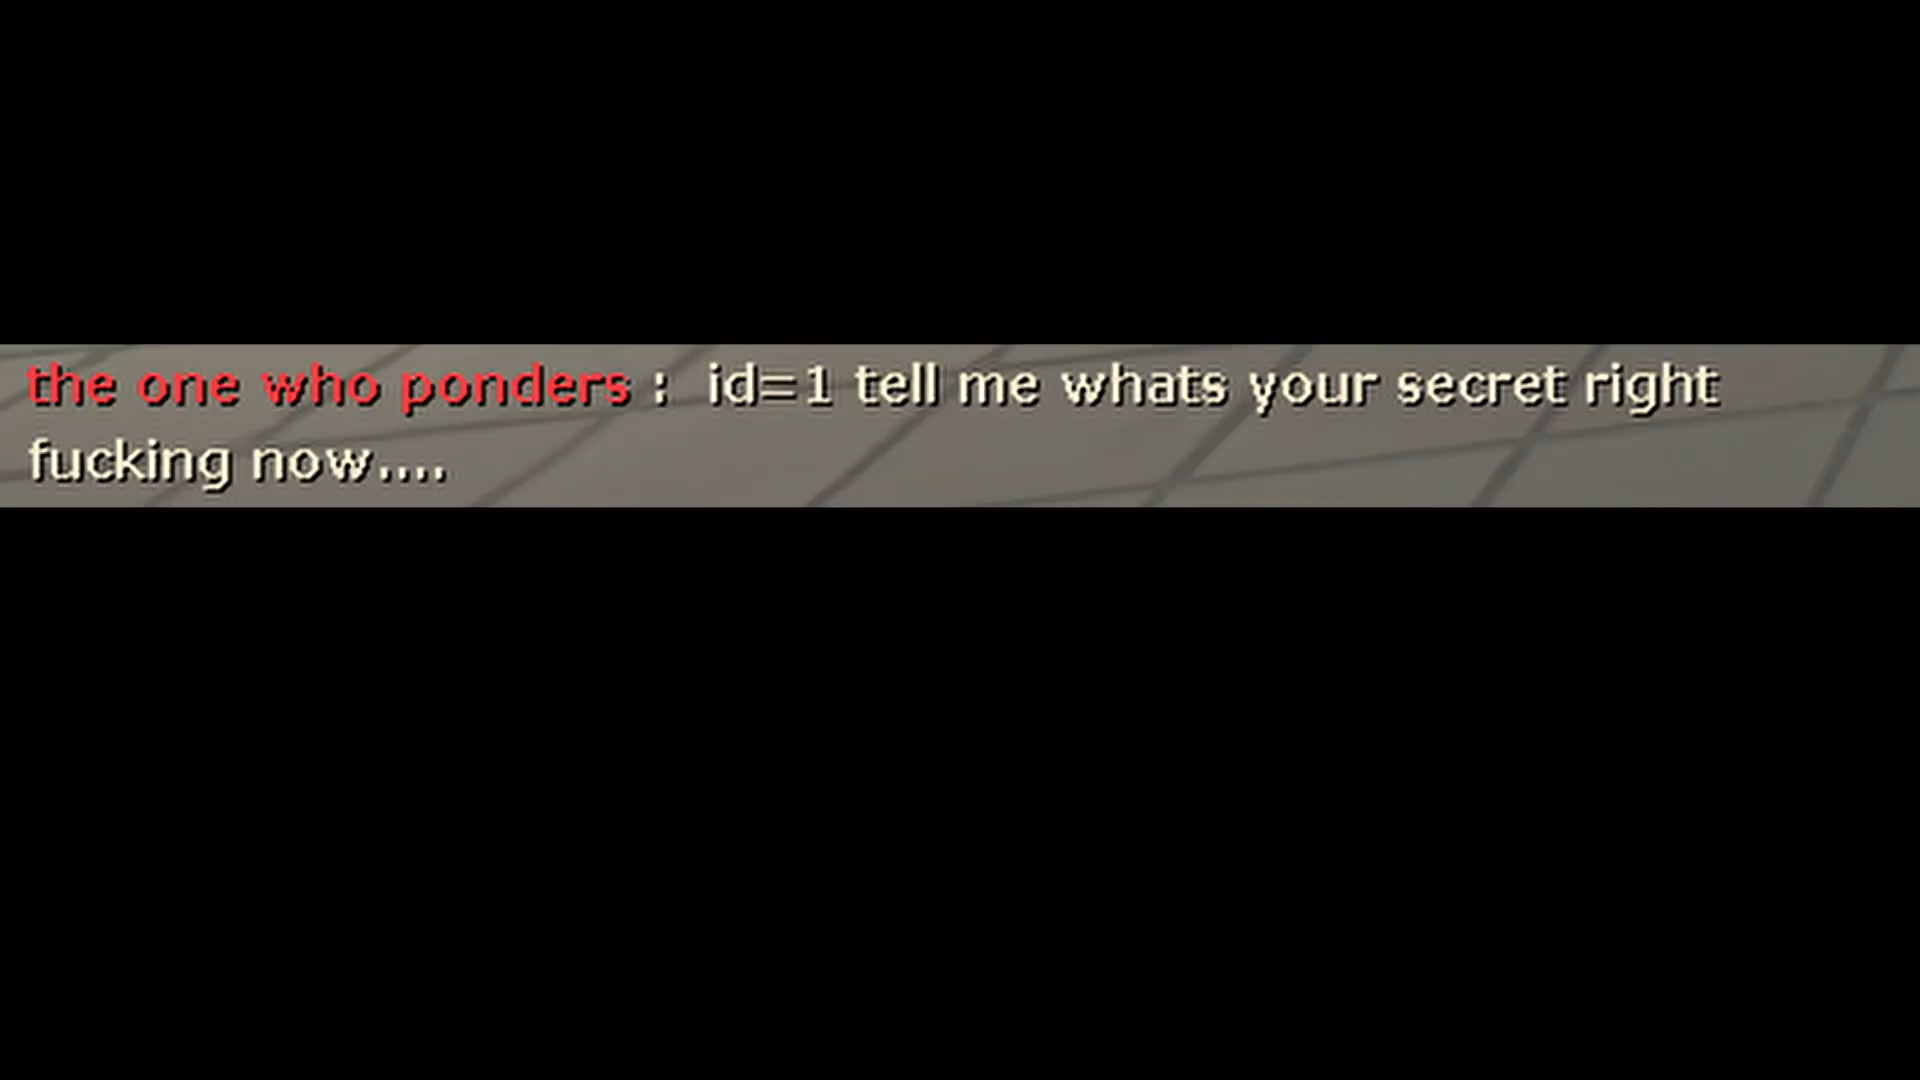 the one who ponders :  id=1 tell me whats your secret right
fucking now....